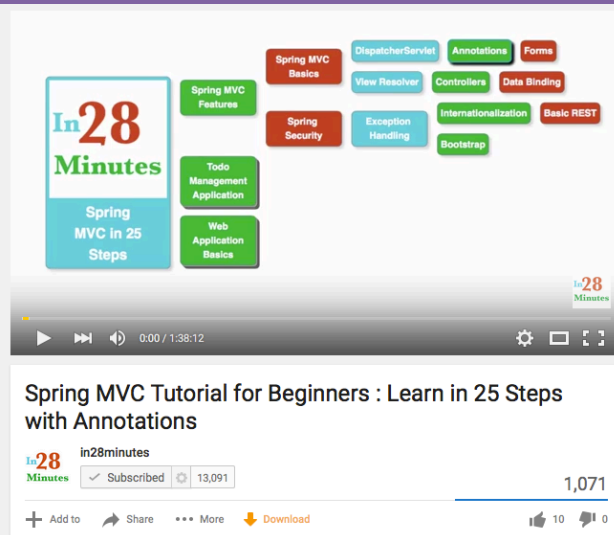 In28
Minutes
Spring
MVC in 25
Steps
Spring MVC
Features
Todo
Management
Application
Web
Application
Basics
Spring MVC
Basics
Spring
Security
DispatcherServlet
Annotations
Forms
View Resolver
Controllers
Data Binding
Exception
Handling
Internationalization
Basic REST
Bootstrap
In28
Minutes
0:00 / 1:38:12
Spring MVC Tutorial for Beginners : Learn in 25 Steps
with Annotations
In28
Minutes
in28minutes
Subscribed
13,091
1,071
Add to
Share
More
Download
10
0